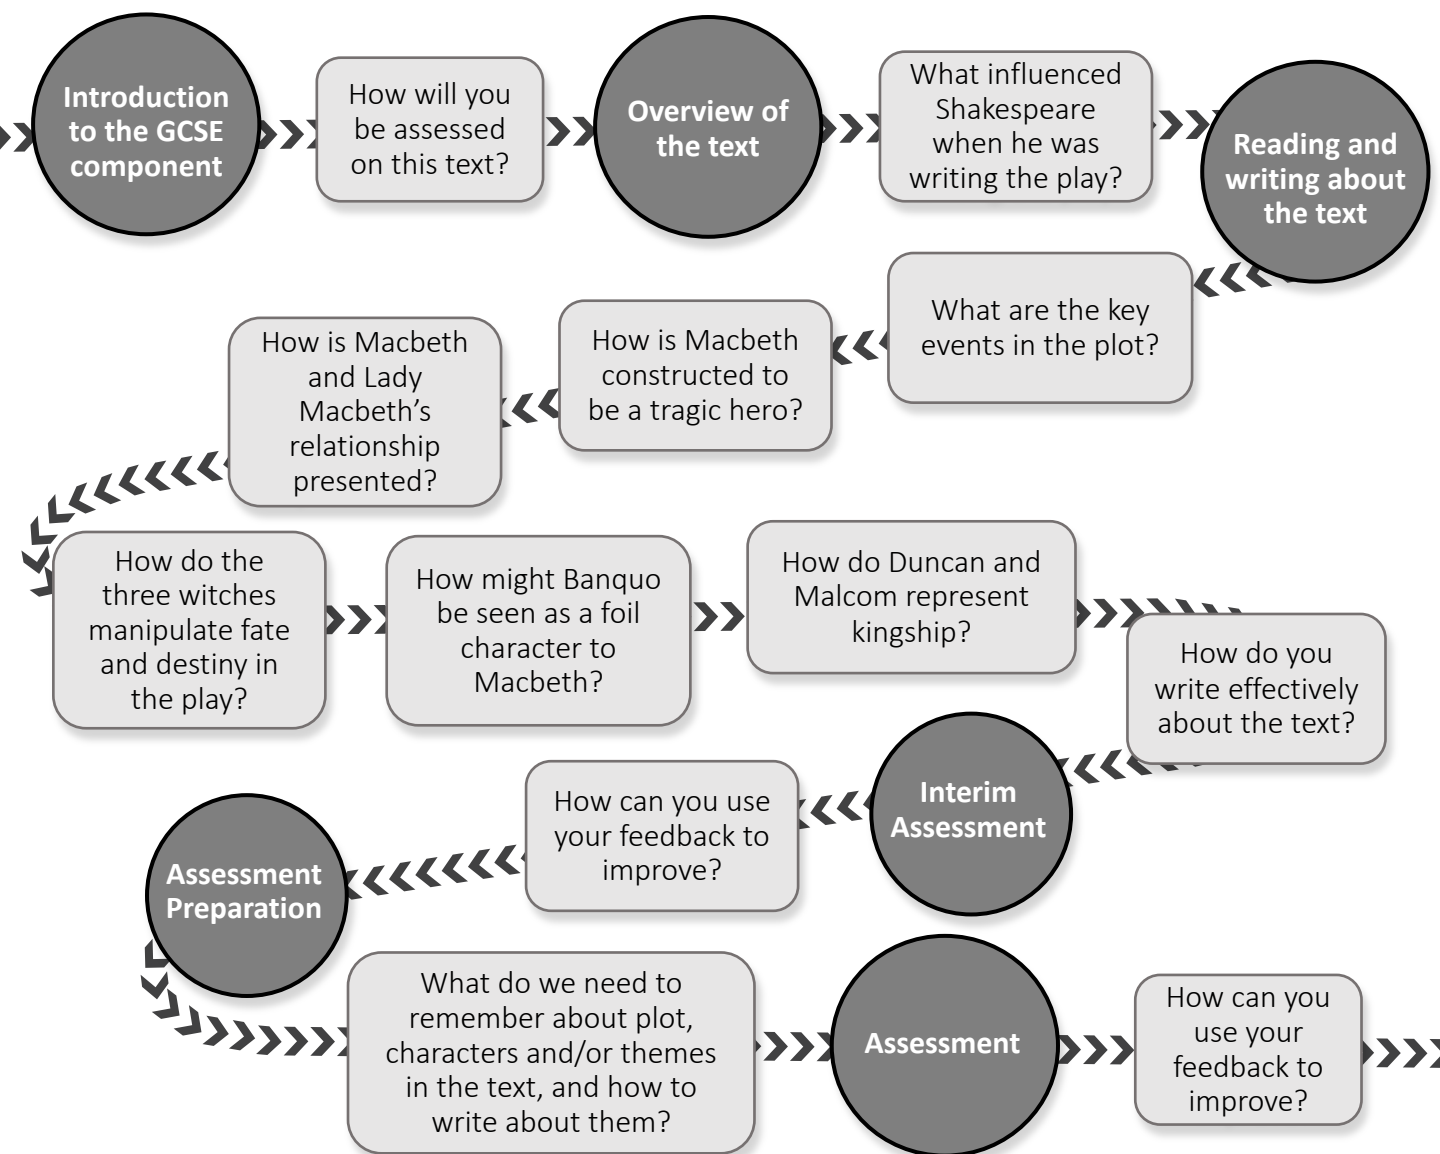 Introduction
to the GCSE
component
How will you
be assessed
on this text?
Overview of
the text
What influenced
Shakespeare
when he was
writing the play?
Reading and
writing about
the text
What are the key
events in the plot?
How is Macbeth
constructed to
be a tragic hero?
How is Macbeth
and Lady
Macbeth’s
relationship
presented?
How do the
three witches
manipulate fate
and destiny in
the play?
How might Banquo
be seen as a foil
character to
Macbeth?
How do Duncan and
Malcom represent
kingship?
How do you
write effectively
about the text?
Interim
Assessment
How can you use
your feedback to
improve?
Assessment
Preparation
What do we need to
remember about plot,
characters and/or themes
in the text, and how to
write about them?
Assessment
How can you
use your
feedback to
improve?